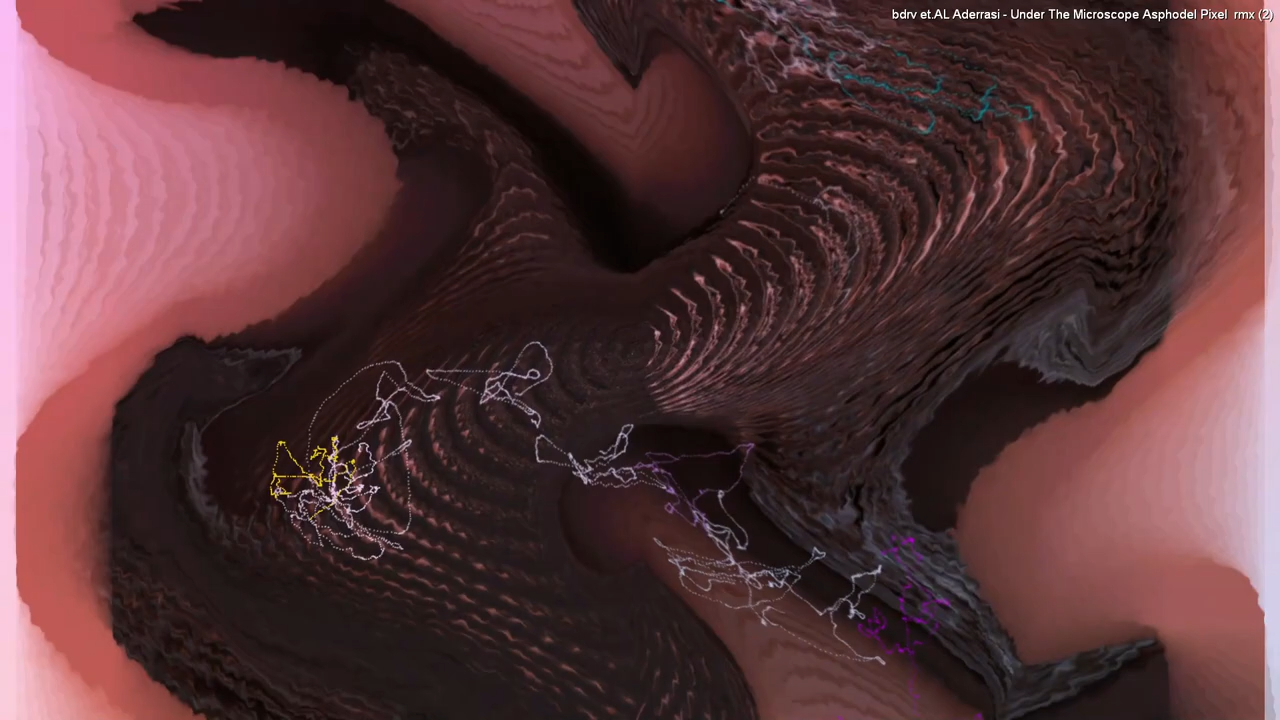 bdrv et.AL Aderrasi - Under The Microscope Asphodel Pixel  rmx (2)